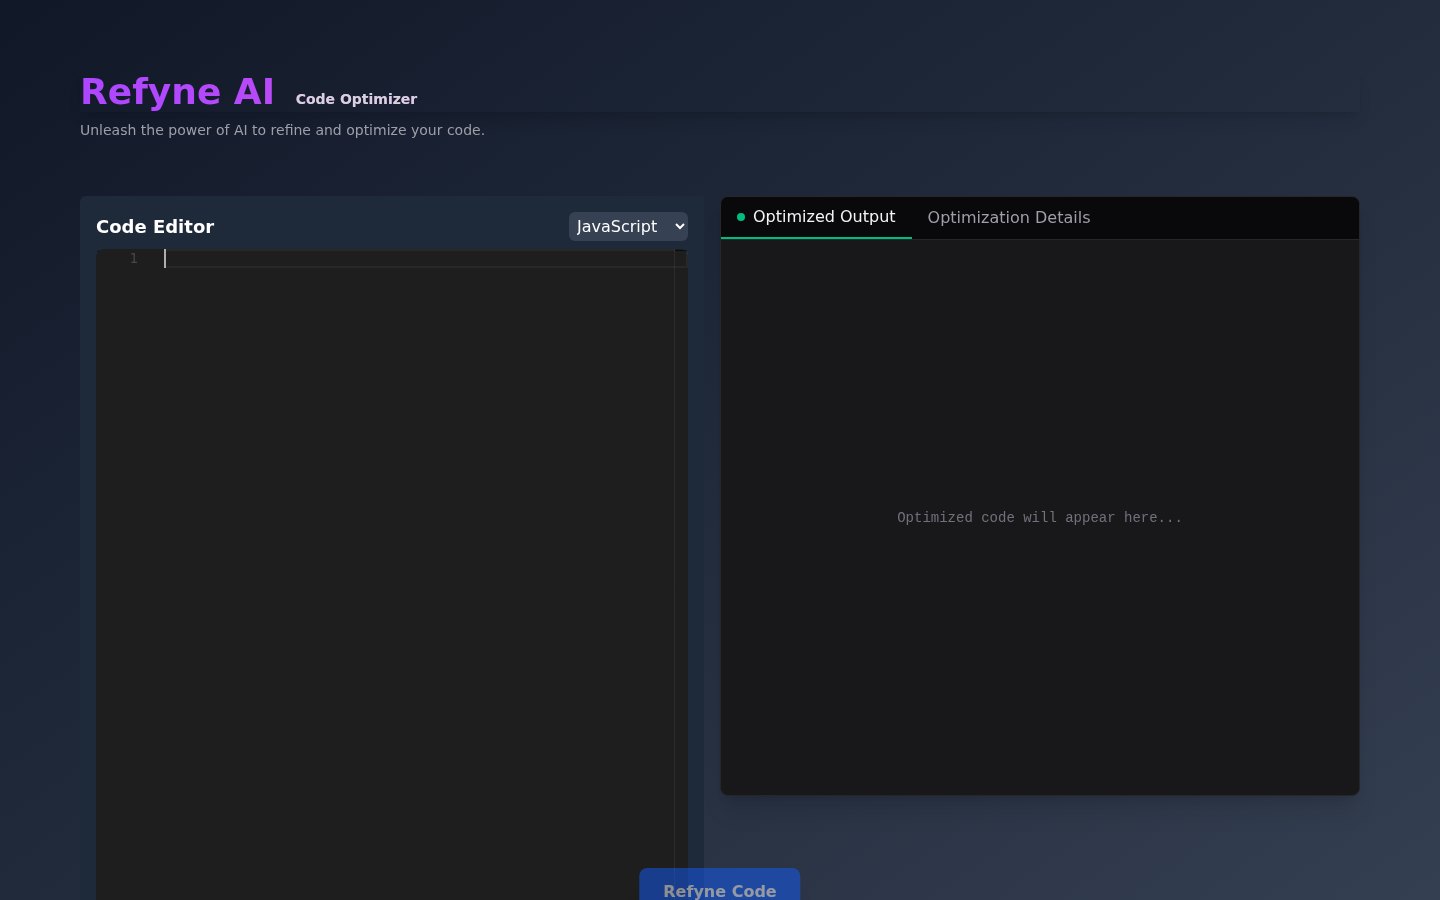 Refyne AI Code Optimizer
Unleash the power of AI to refine and optimize your code.
Code Editor
JavaScript
1
Optimized Output
Optimization Details
Optimized code will appear here...
Refyne Code